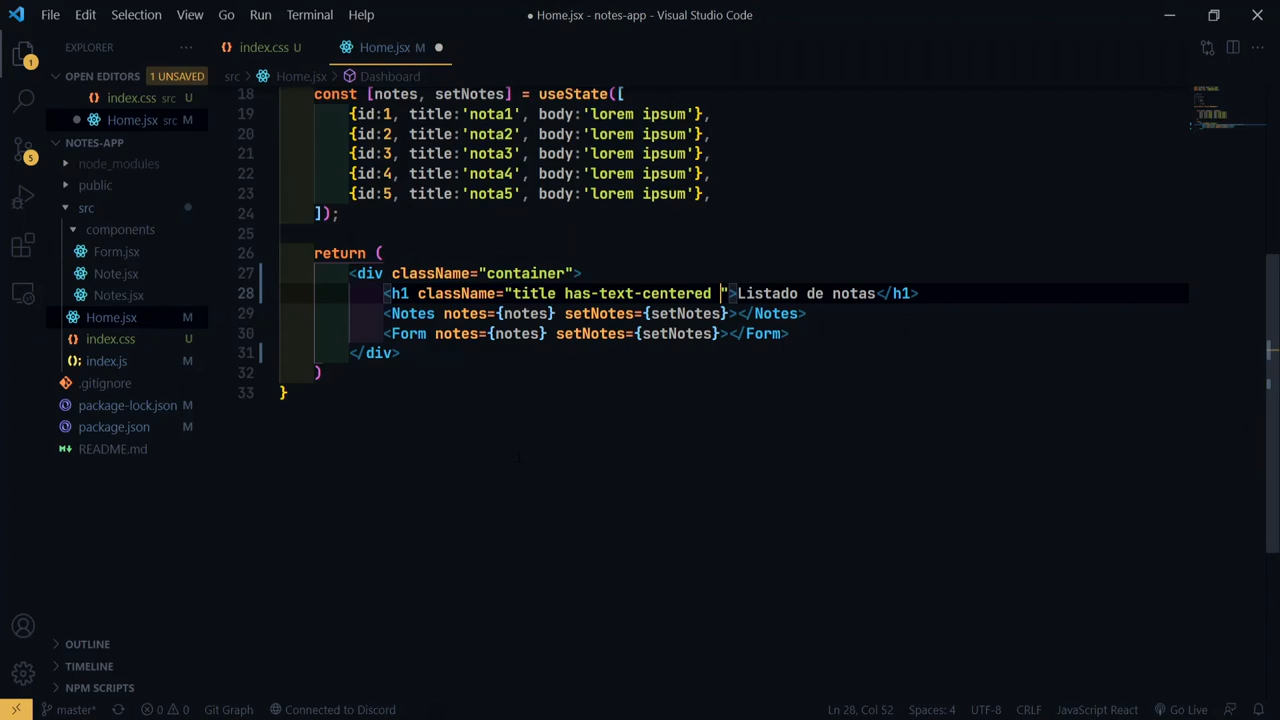 File Edit Selection View Go Run Terminal Help
● Home.jsx - notes-app - Visual Studio Code
EXPLORER ···
index.css U
Home.jsx M
OPEN EDITORS 1 UNSAVED
src > Home.jsx > Dashboard
index.css src U
Home.jsx src M
NOTES-APP
node_modules
public
src
components
Form.jsx
Note.jsx
Notes.jsx
Home.jsx M
index.css U
index.js M
.gitignore
package-lock.json M
package.json M
README.md
1
5
18 const [notes, setNotes] = useState([
19 {id:1, title:'nota1', body:'lorem ipsum'},
20 {id:2, title:'nota2', body:'lorem ipsum'},
21 {id:3, title:'nota3', body:'lorem ipsum'},
22 {id:4, title:'nota4', body:'lorem ipsum'},
23 {id:5, title:'nota5', body:'lorem ipsum'},
24 ]);
25
26 return (
27 <div className="container">
28 <h1 className="title has-text-centered ">Listado de notas</h1>
29 <Notes notes={notes} setNotes={setNotes}></Notes>
30 <Form notes={notes} setNotes={setNotes}></Form>
31 </div>
32 )
33 }
OUTLINE
TIMELINE
NPM SCRIPTS
master* 0 0 Git Graph Connected to Discord Ln 28, Col 52 Spaces: 4 UTF-8 CRLF JavaScript React Go Live